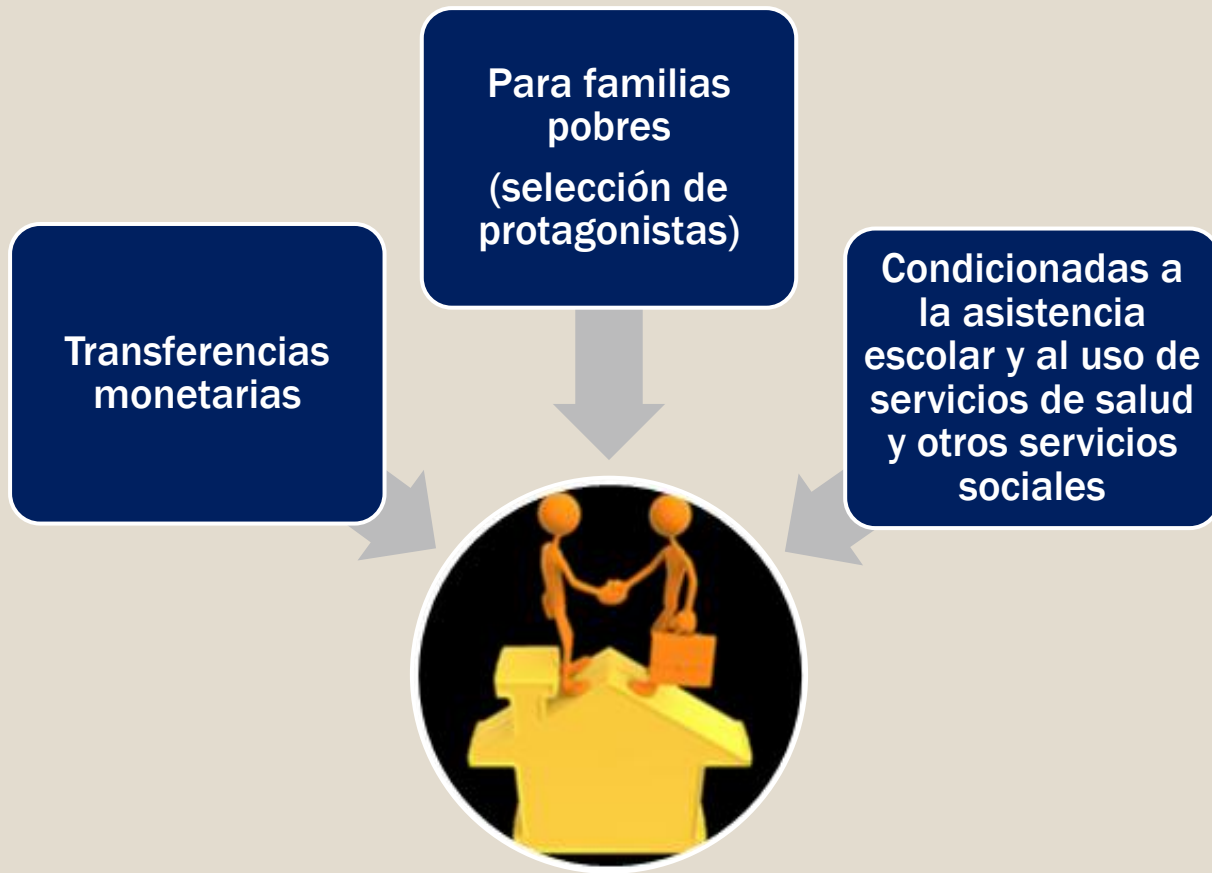 Transferencias
monetarias
Para familias
pobres
(selección de
protagonistas)
Condicionadas a
la asistencia
escolar y al uso de
servicios de salud
y otros servicios
sociales